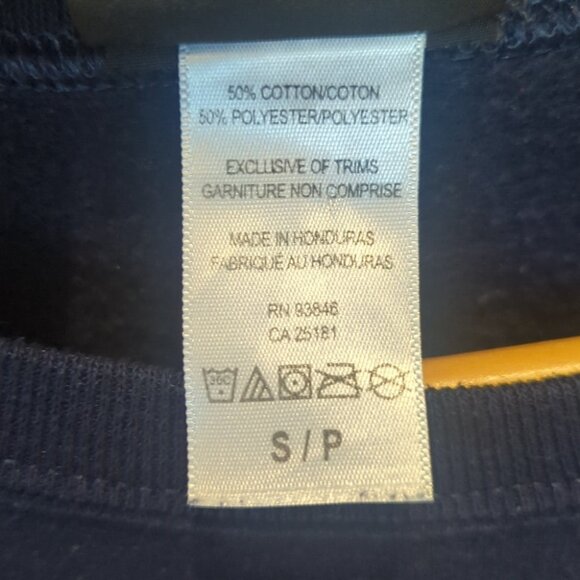 50% COTTON/COTON
50% POLYESTER/POLYESTER
EXCLUSIVE OF TRIMS
GARNITURE NON COMPRISE
MADE IN HONDURAS
FABRIQUÉ AU HONDURAS
RN 93846
CA 25181
30C
S / P